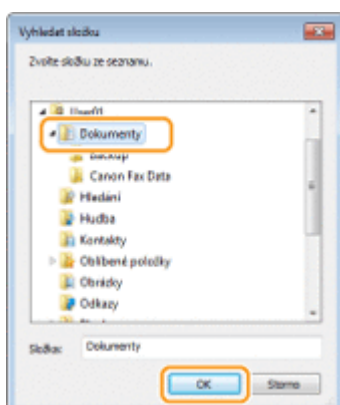 Vyhledat složku
Zvolte složku ze seznamu.
User01
Dokumenty
Backup
Canon Fax Data
Hledání
Hudba
Kontakty
Oblíbené položky
Obrázky
Odkazy
Složka: Dokumenty
OK Storno